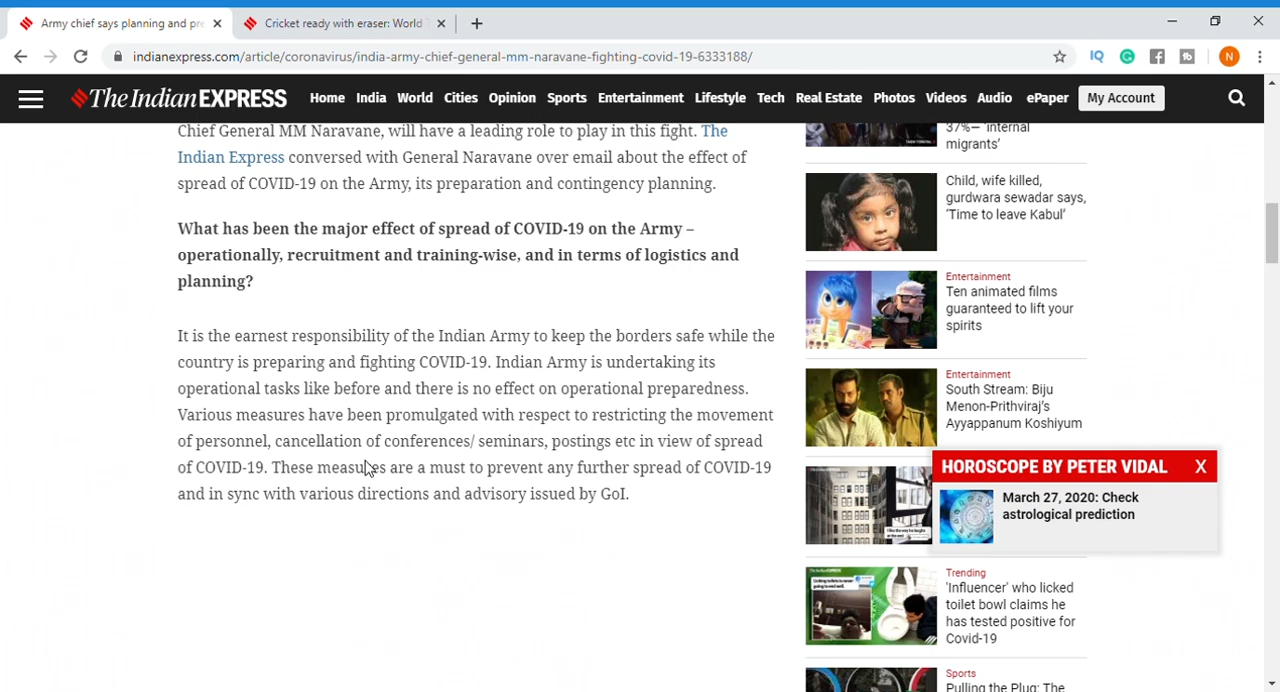 Army chief says planning and pre
Cricket ready with eraser: World T
indianexpress.com/article/coronavirus/india-army-chief-general-mm-naravane-fighting-covid-19-6333188/
IQ
N
The Indian EXPRESS
Home India World Cities Opinion Sports Entertainment Lifestyle Tech Real Estate Photos Videos Audio ePaper My Account
Chief General MM Naravane, will have a leading role to play in this fight. The
Indian Express conversed with General Naravane over email about the effect of
spread of COVID-19 on the Army, its preparation and contingency planning.
What has been the major effect of spread of COVID-19 on the Army –
operationally, recruitment and training-wise, and in terms of logistics and
planning?
It is the earnest responsibility of the Indian Army to keep the borders safe while the
country is preparing and fighting COVID-19. Indian Army is undertaking its
operational tasks like before and there is no effect on operational preparedness.
Various measures have been promulgated with respect to restricting the movement
of personnel, cancellation of conferences/ seminars, postings etc in view of spread
of COVID-19. These measures are a must to prevent any further spread of COVID-19
and in sync with various directions and advisory issued by GoI.
37%— 'internal
migrants'
Child, wife killed,
gurdwara sewadar says,
'Time to leave Kabul'
Entertainment
Ten animated films
guaranteed to lift your
spirits
Entertainment
South Stream: Biju
Menon-Prithviraj's
Ayyappanum Koshiyum
HOROSCOPE BY PETER VIDAL X
March 27, 2020: Check
astrological prediction
Trending
'Influencer' who licked
toilet bowl claims he
has tested positive for
Covid-19
Sports
Pulling the Plug: The